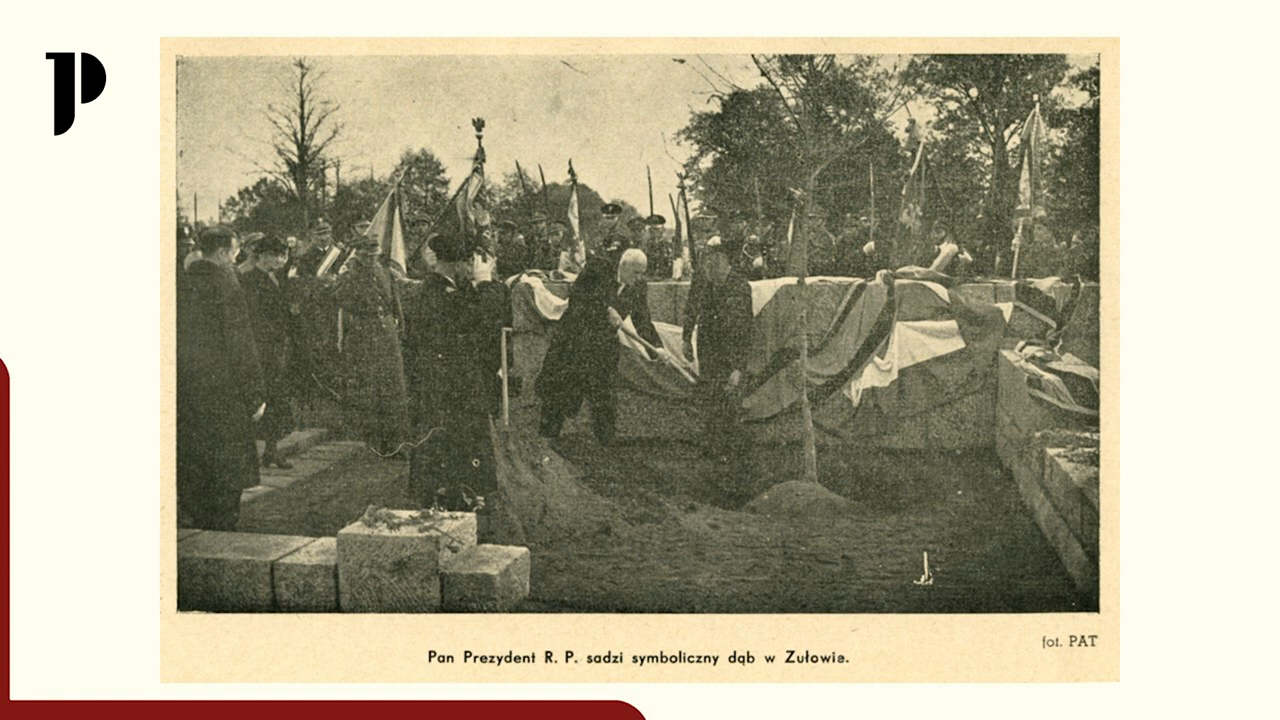 fot. PAT
Pan Prezydent R. P. sadzi symboliczny dąb w Zułowie.